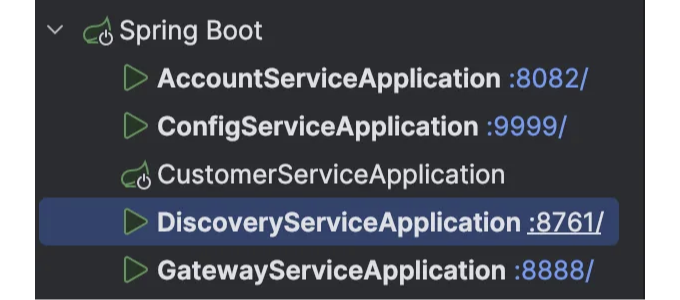 Spring Boot
AccountServiceApplication :8082/
ConfigServiceApplication :9999/
CustomerServiceApplication
DiscoveryServiceApplication :8761/
GatewayServiceApplication :8888/